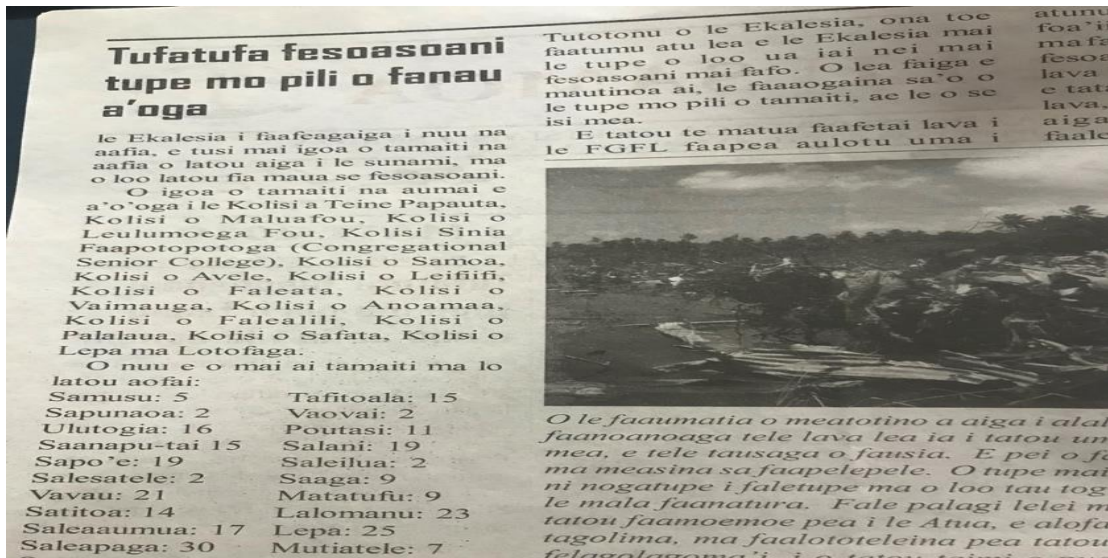 Tufatufa fesoasoani
tupe mo pili o fanau
a'oga
le Ekalesia i faafeagaiga i nuu na
aafia, e tusi mai igoa o tamaiti na
aafia o latou aiga i le sunami, ma
o loo latou fia maua se fesoasoani.
O igoa o tamaiti na aumai e
a'o'oga i le Kolisi a Teine Papauta,
Kolisi o Maluafou, Kolisi o
Leulumoega Fou, Kolisi Sinia
Faapotopotoga (Congregational
Senior College), Kolisi o Samoa,
Kolisi o Avele, Kolisi o Leifiifi,
Kolisi o Faleata, Kolisi o
Vaimauga, Kolisi o Anoamaa,
Kolisi o Falealili, Kolisi o
Palalaua, Kolisi o Safata, Kolisi o
Lepa ma Lotofaga.
O nuu e o mai ai tamaiti ma lo
latou aofai:
Samusu: 5
Sapunaoa: 2
Ulutogia: 16
Saanapu-tai 15
Sapo'e: 19
Salesatele: 2
Vavau: 21
Satitoa: 14
Saleaaumua: 17
Saleapaga: 30
Tafitoala: 15
Vaovai: 2
Poutasi: 11
Salani: 19
Saleilua: 2
Saaga: 9
Matatufu: 9
Lalomanu: 23
Lepa: 25
Mutiatele: 7
Tutotonu o le Ekalesia, ona toe
faatumu atu lea e le Ekalesia mai
le tupe o loo ua iai nei mai
fesoasoani mai fafo. O lea faiga e
mautinoa ai, le faaaogaina sa'o o
le tupe mo pili o tamaiti, ae le o se
isi mea.
E tatou te matua faafetai lava i
le FGFL faapea aulotu uma i
O le faaumatia o meatotino a aiga i
faanoanoaga tele lava lea ia i tatou
mea, e tele tausaga o fausia. E pei o
ma measina sa faapelepele. O tupe mai
ni nogatupe i faletupe ma o loo tau
le mala faanatura. Fale palagi lelei
tatou faamoemoe pea i le Atua, e
tagolima, ma faalototeleina pea tatou
lava
e
lava,